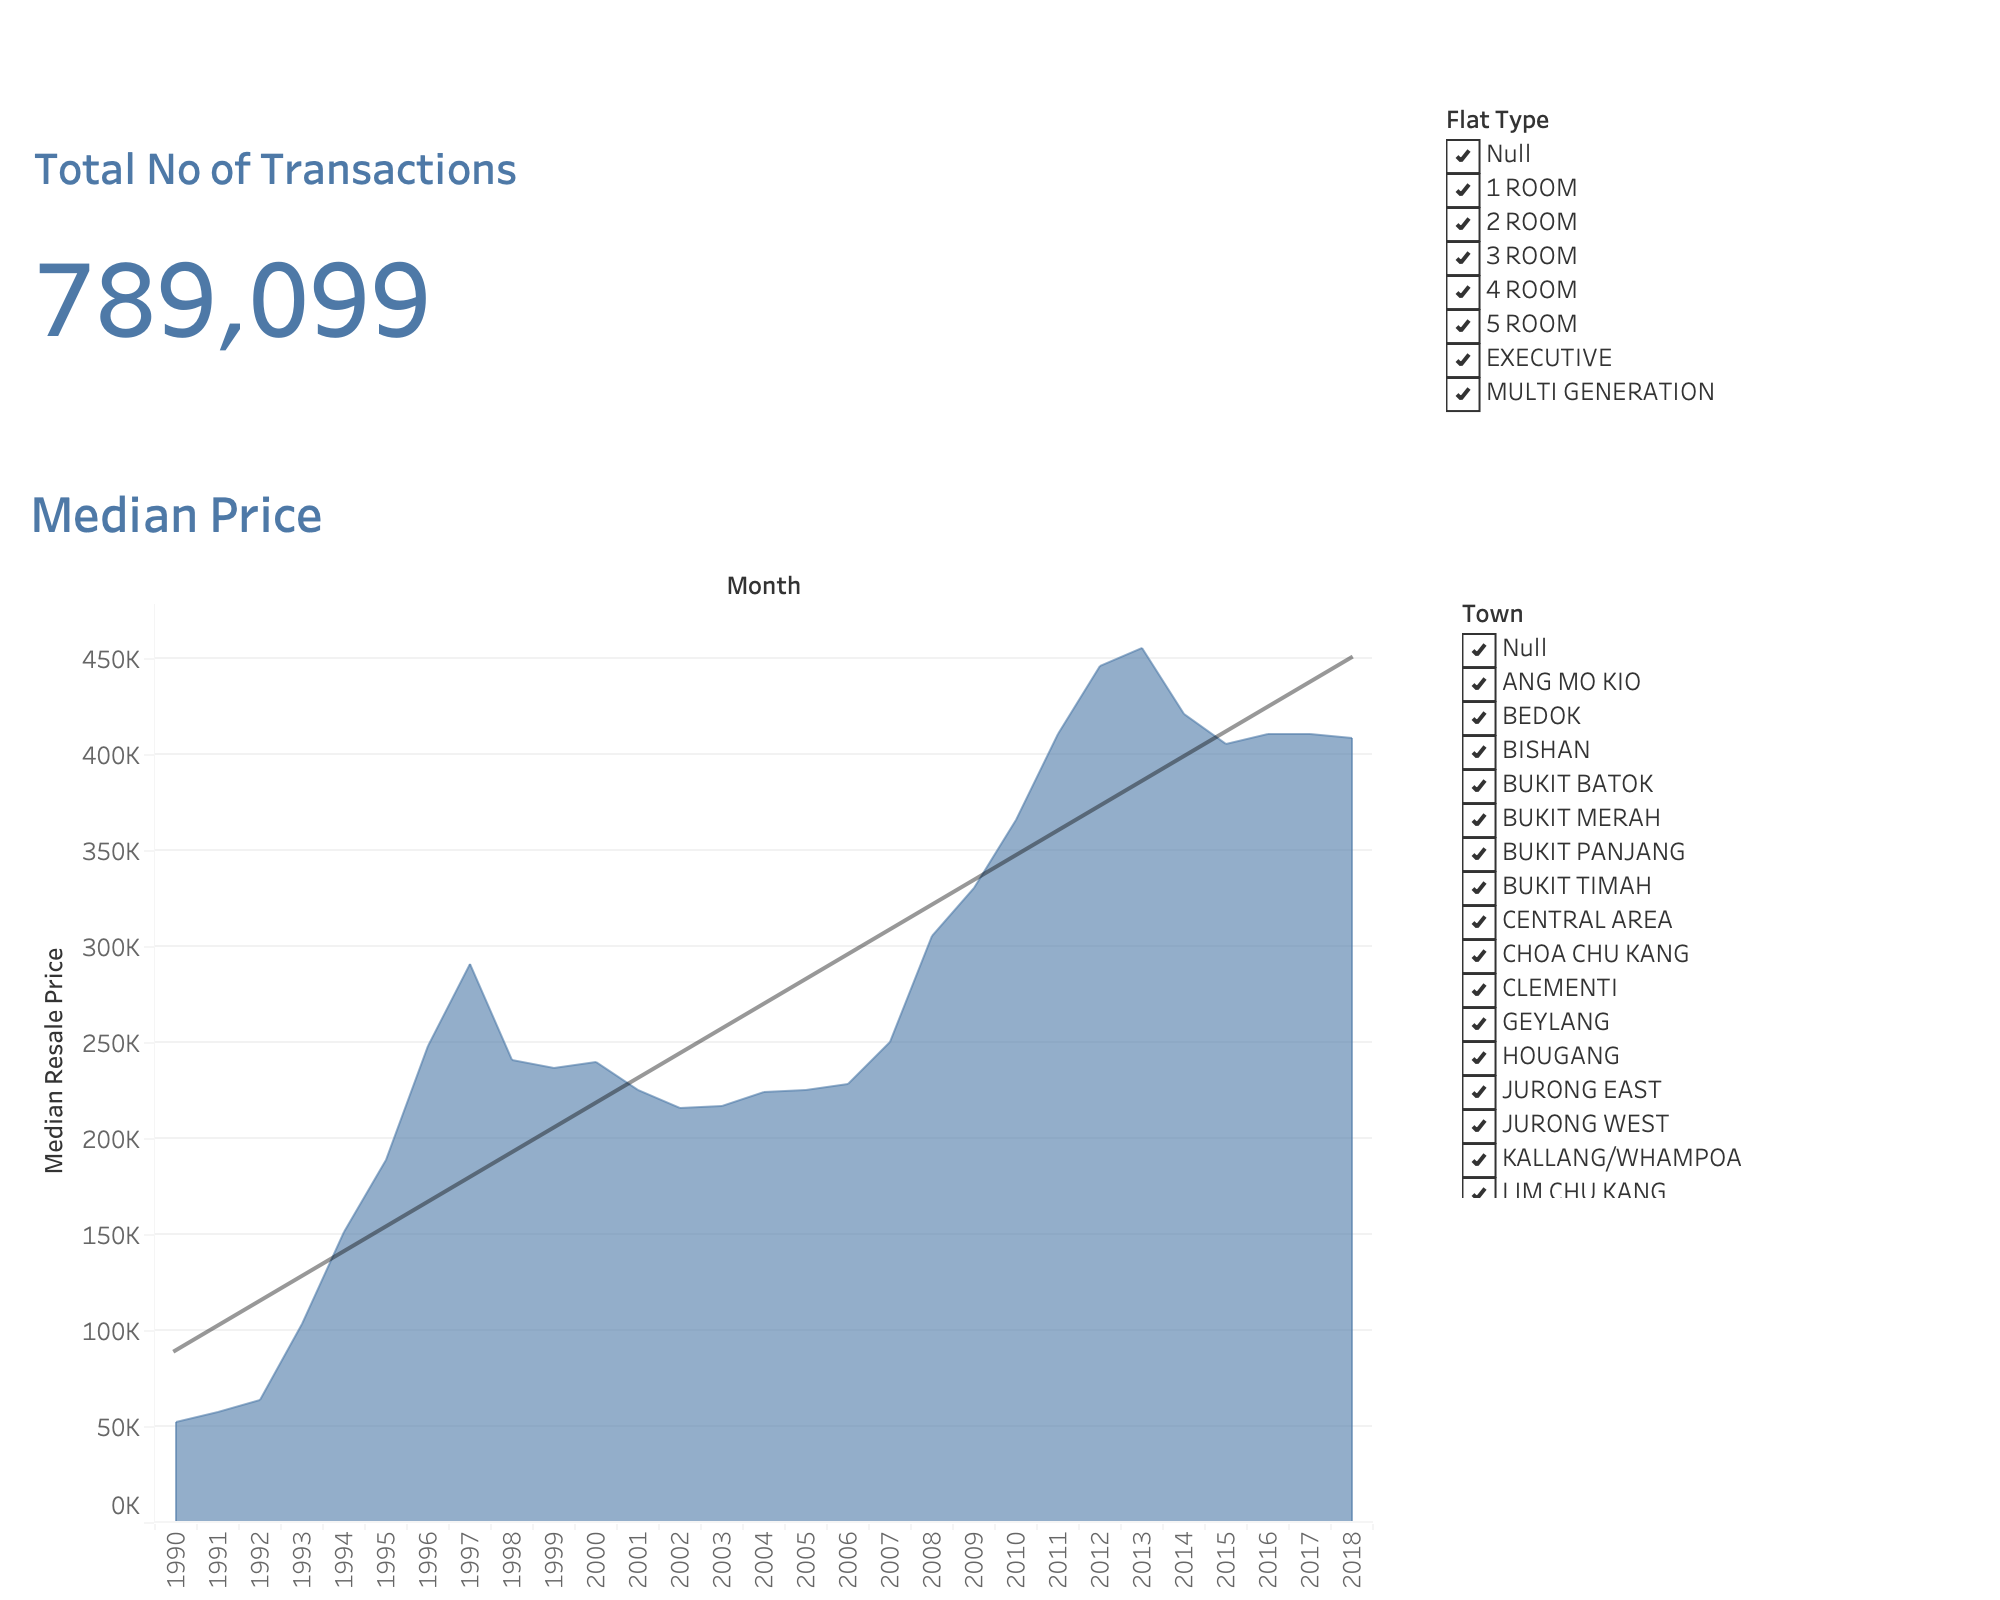 Total No of Transactions
789,099
Flat Type
Null
1 ROOM
2 ROOM
3 ROOM
4 ROOM
5 ROOM
EXECUTIVE
MULTI GENERATION
Median Price
Month
Median Resale Price
450K
400K
350K
300K
250K
200K
150K
100K
50K
0K
1990
1991
1992
1993
1994
1995
1996
1997
1998
1999
2000
2001
2002
2003
2004
2005
2006
2007
2008
2009
2010
2011
2012
2013
2014
2015
2016
2017
2018
Town
Null
ANG MO KIO
BEDOK
BISHAN
BUKIT BATOK
BUKIT MERAH
BUKIT PANJANG
BUKIT TIMAH
CENTRAL AREA
CHOA CHU KANG
CLEMENTI
GEYLANG
HOUGANG
JURONG EAST
JURONG WEST
KALLANG/WHAMPOA
LIM CHU KANG